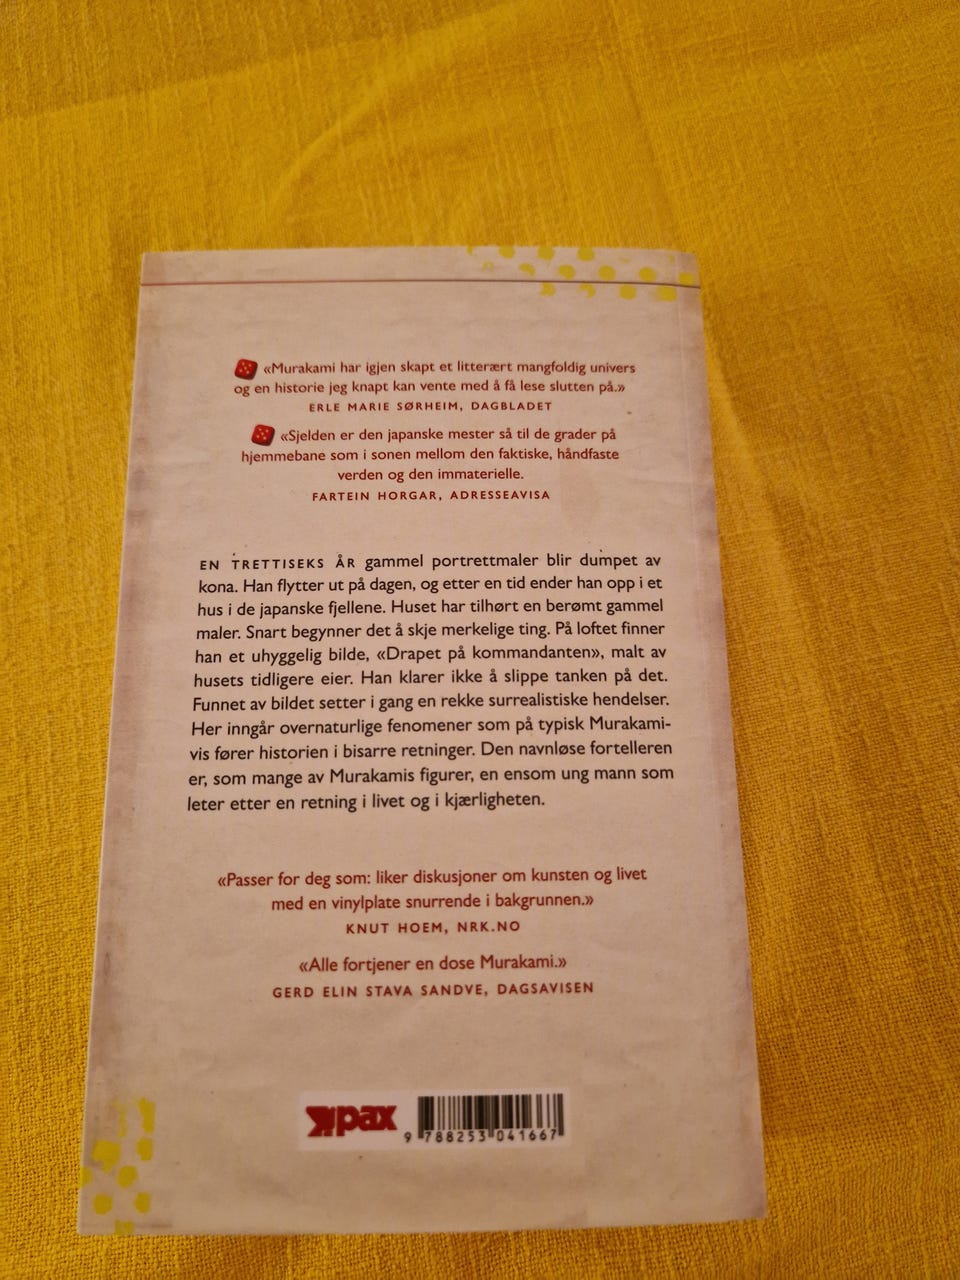 «Murakami har igjen skapt et litterært mangfoldig univers
og en historie jeg knapt kan vente med å få lese slutten på.»
ERLE MARIE SØRHEIM, DAGBLADET
«Sjelden er den japanske mester så til de grader på
hjemmebane som i sonen mellom den faktiske, håndfaste
verden og den immaterielle.
FARTEIN HORGAR, ADRESSEAVISA
EN TRETTISEKS ÅR gammel portrettmaler blir dumpet av
kona. Han flytter ut på dagen, og etter en tid ender han opp i et
hus i de japanske fjellene. Huset har tilhørt en berømt gammel
maler. Snart begynner det å skje merkelige ting. På loftet finner
han et uhyggelig bilde, «Drapet på kommandanten», malt av
husets tidligere eier. Han klarer ikke å slippe tanken på det.
Funnet av bildet setter i gang en rekke surrealistiske hendelser.
Her inngår overnaturlige fenomener som på typisk Murakami-
vis fører historien i bisarre retninger. Den navnløse fortelleren
er, som mange av Murakamis figurer, en ensom ung mann som
leter etter en retning i livet og i kjærligheten.
«Passer for deg som: liker diskusjoner om kunsten og livet
med en vinylplate snurrende i bakgrunnen.»
KNUT HOEM, NRK.NO
«Alle fortjener en dose Murakami.»
GERD ELIN STAVA SANDVE, DAGSAVISEN
pax
9 788253 041667